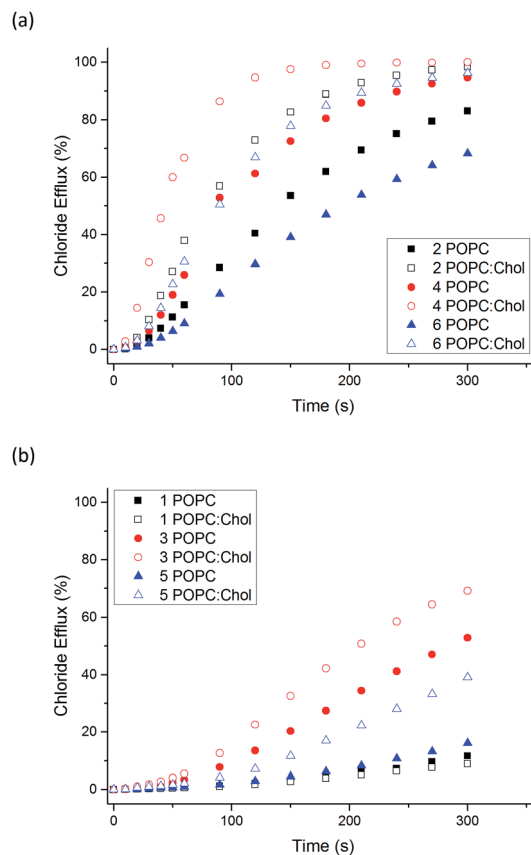 (a)
100
80
60
40
20
0
Chloride Efflux (%)
2 POPC
2 POPC:Chol
4 POPC
4 POPC:Chol
6 POPC
6 POPC:Chol
0 100 200 300
Time (s)
(b)
100
80
60
40
20
0
Chloride Efflux (%)
1 POPC
1 POPC:Chol
3 POPC
3 POPC:Chol
5 POPC
5 POPC:Chol
0 100 200 300
Time (s)